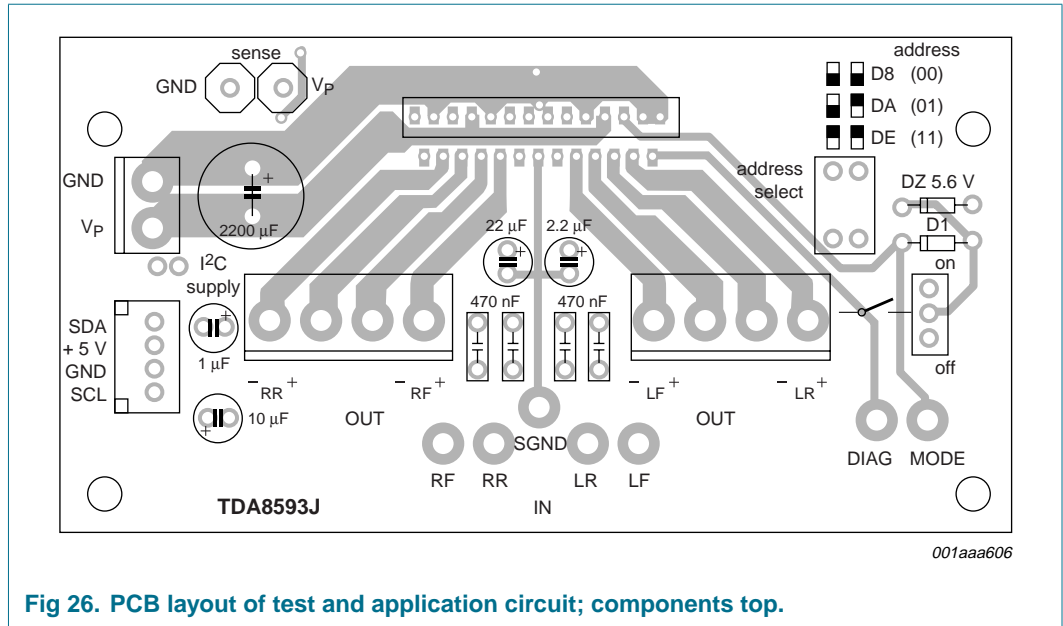 sense
GND
VP
address
D8 (00)
DA (01)
DE (11)
address
select
GND
VP
2200 µF
+
DZ 5.6 V
D1
on
off
22 µF
+
2.2 µF
+
I2C
supply
470 nF
470 nF
SDA
+ 5 V
GND
SCL
+
1 µF
+
10 µF
− RR +
− RF +
− LF +
− LR +
OUT
OUT
SGND
RF
RR
LR
LF
IN
DIAG
MODE
TDA8593J
001aaa606
Fig 26. PCB layout of test and application circuit; components top.